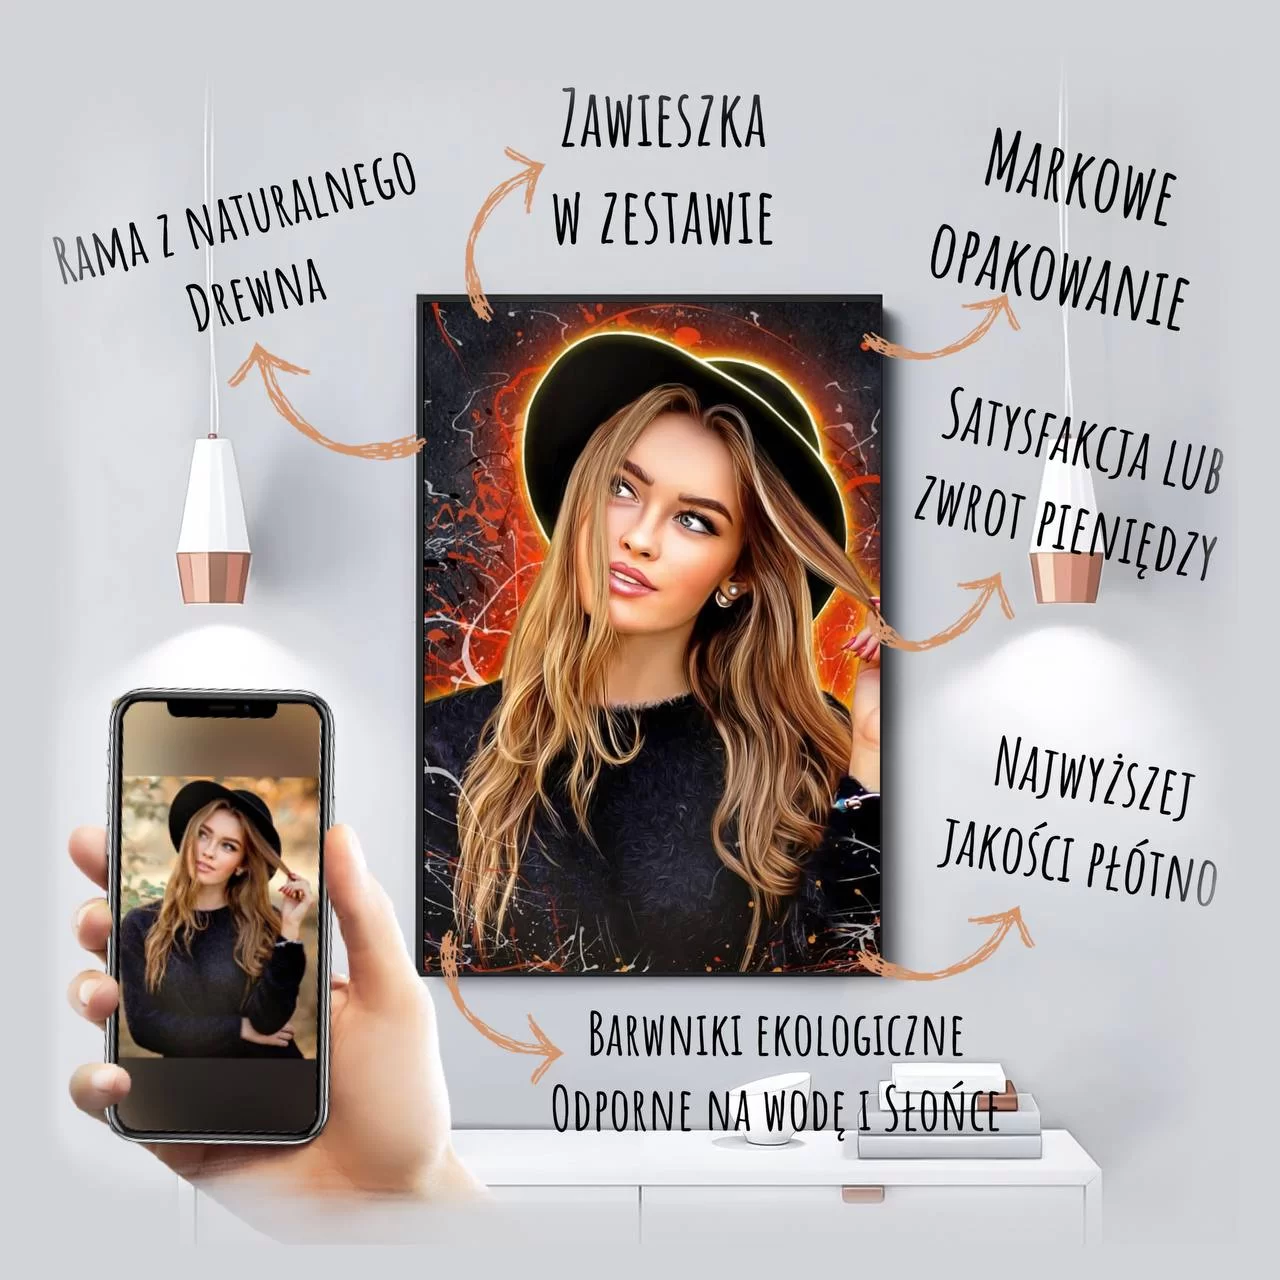 Zawieszka
w zestawie
Rama z naturalnego
Drewna
Markowe
opakowanie
Satysfakcja lub
zwrot pieniędzy
Najwyższej
jakości płótno
Barwniki ekologiczne
Odporne na wodę i Słońce